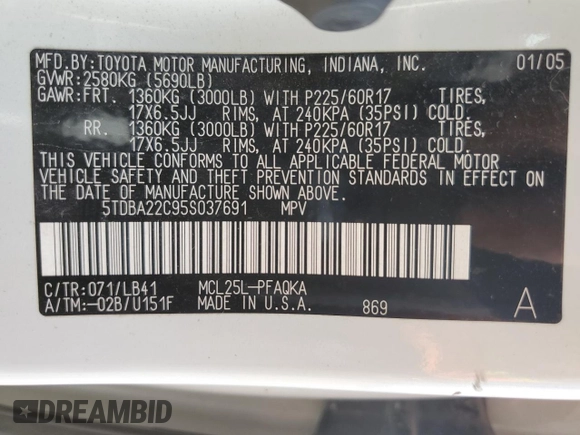 MFD.BY:TOYOTA MOTOR MANUFACTURING, INDIANA, INC. 01/05
GVWR:2580KG (5690LB)
GAWR:FRT. 1360KG (3000LB) WITH P225/60R17 TIRES,
17X6.5JJ RIMS, AT 240KPA (35PSI) COLD.
RR. 1360KG (3000LB) WITH P225/60R17 TIRES,
17X6.5JJ RIMS, AT 240KPA (35PSI) COLD.
THIS VEHICLE CONFORMS TO ALL APPLICABLE FEDERAL MOTOR
VEHICLE SAFETY AND THEFT PREVENTION STANDARDS IN EFFECT ON
THE DATE OF MANUFACTURE SHOWN ABOVE.
5TDBA22C95S037691 MPV
C/TR:071/LB41 MCL25L-PFAQKA
A/TM:-02B/U151F MADE IN U.S.A. 869 A
DREAMBID